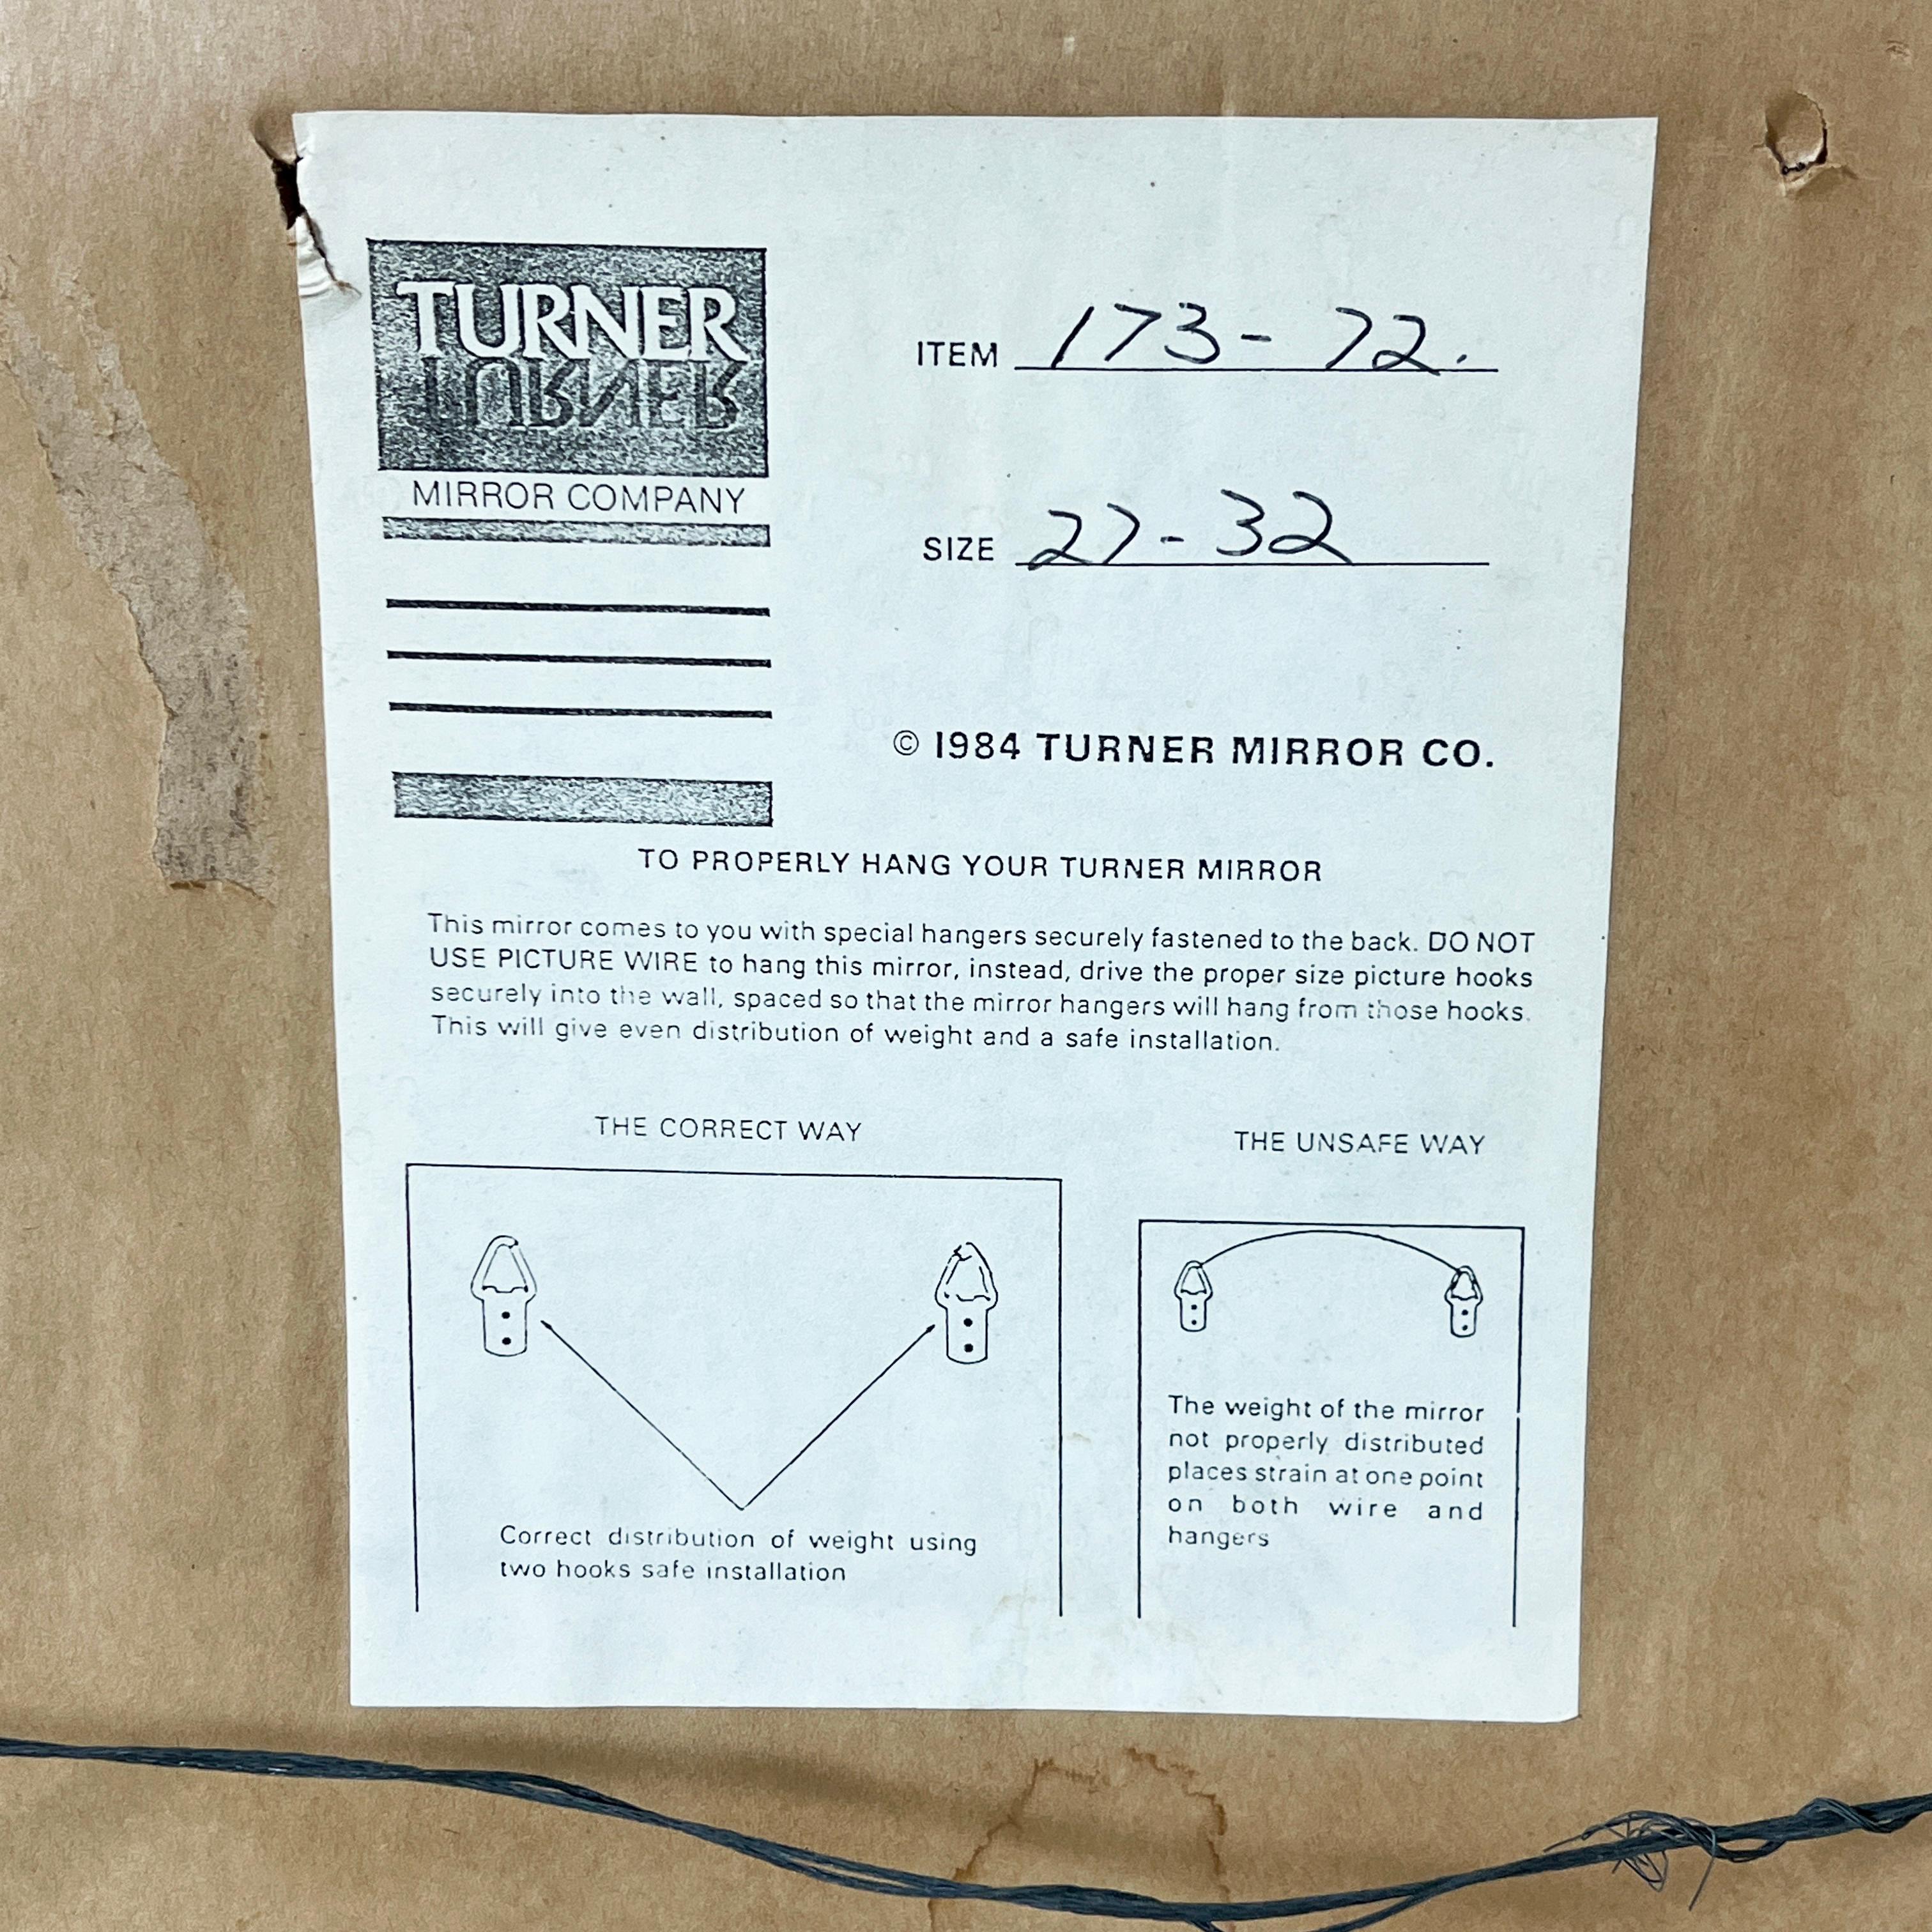 TURNER
TURNER
MIRROR COMPANY
ITEM 173- 72.
SIZE 27-32
© 1984 TURNER MIRROR CO.
TO PROPERLY HANG YOUR TURNER MIRROR
This mirror comes to you with special hangers securely fastened to the back. DO NOT
USE PICTURE WIRE to hang this mirror, instead, drive the proper size picture hooks
securely into the wall, spaced so that the mirror hangers will hang from those hooks.
This will give even distribution of weight and a safe installation.
THE CORRECT WAY
Correct distribution of weight using
two hooks safe installation
THE UNSAFE WAY
The weight of the mirror
not properly distributed
places strain at one point
on both wire and
hangers